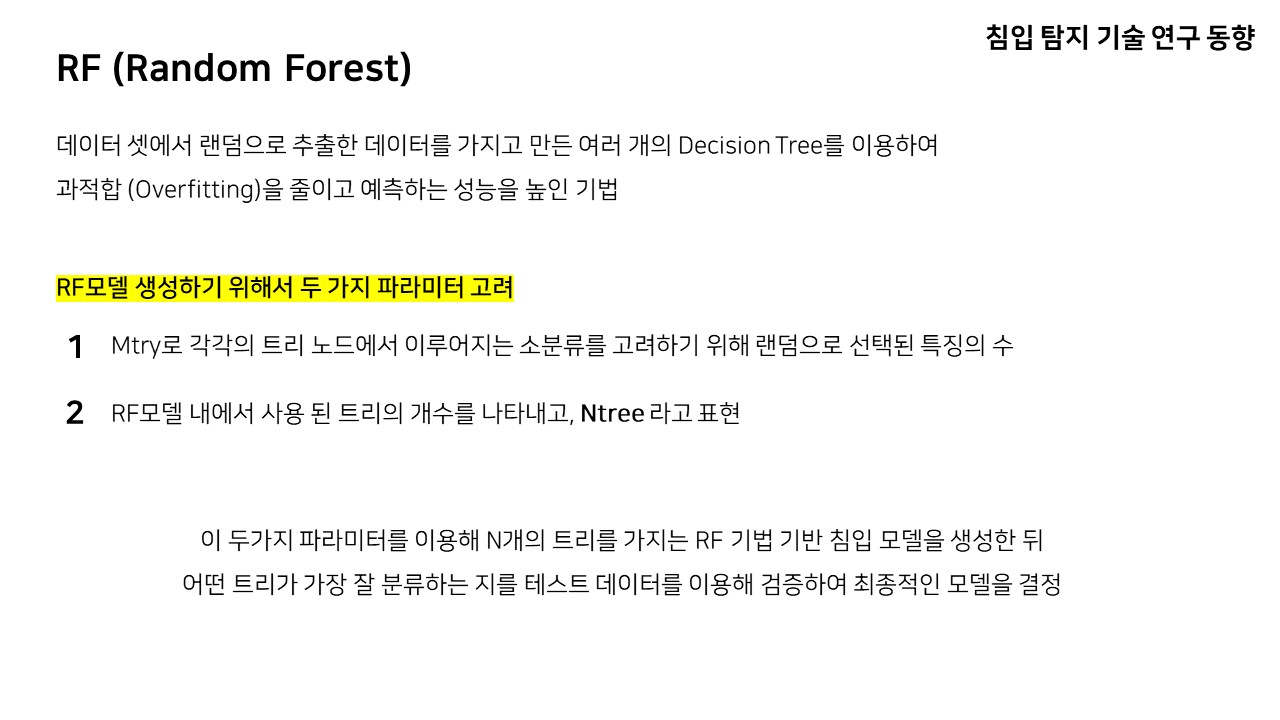 침입 탐지 기술 연구 동향
RF (Random Forest)
데이터 셋에서 랜덤으로 추출한 데이터를 가지고 만든 여러 개의 Decision Tree를 이용하여
과적합 (Overfitting)을 줄이고 예측하는 성능을 높인 기법
RF모델 생성하기 위해서 두 가지 파라미터 고려
1 Mtry로 각각의 트리 노드에서 이루어지는 소분류를 고려하기 위해 랜덤으로 선택된 특징의 수
2 RF모델 내에서 사용 된 트리의 개수를 나타내고, Ntree 라고 표현
이 두가지 파라미터를 이용해 N개의 트리를 가지는 RF 기법 기반 침입 모델을 생성한 뒤
어떤 트리가 가장 잘 분류하는 지를 테스트 데이터를 이용해 검증하여 최종적인 모델을 결정